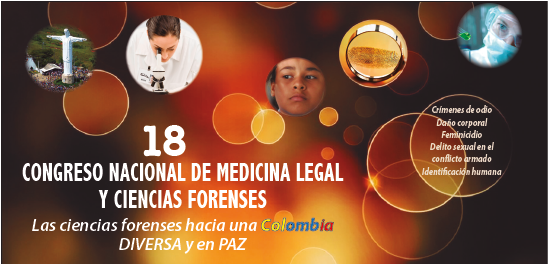 18
CONGRESO NACIONAL DE MEDICINA LEGAL
Y CIENCIAS FORENSES
Las ciencias forenses hacia una Colombia
DIVERSA y en PAZ
Crímenes de odio
Daño corporal
Feminicidio
Delito sexual en el
conflicto armado
Identificación humana